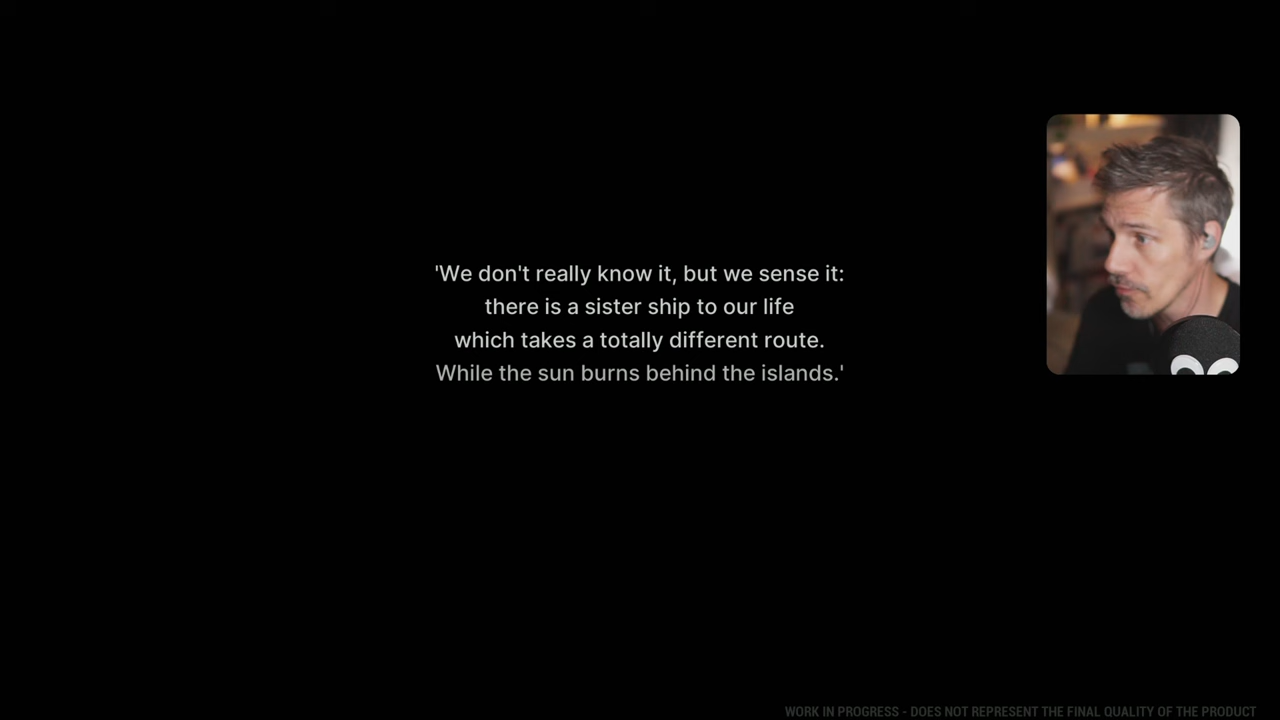 'We don't really know it, but we sense it:
there is a sister ship to our life
which takes a totally different route.
While the sun burns behind the islands.'
WORK IN PROGRESS - DOES NOT REPRESENT THE FINAL QUALITY OF THE PRODUCT